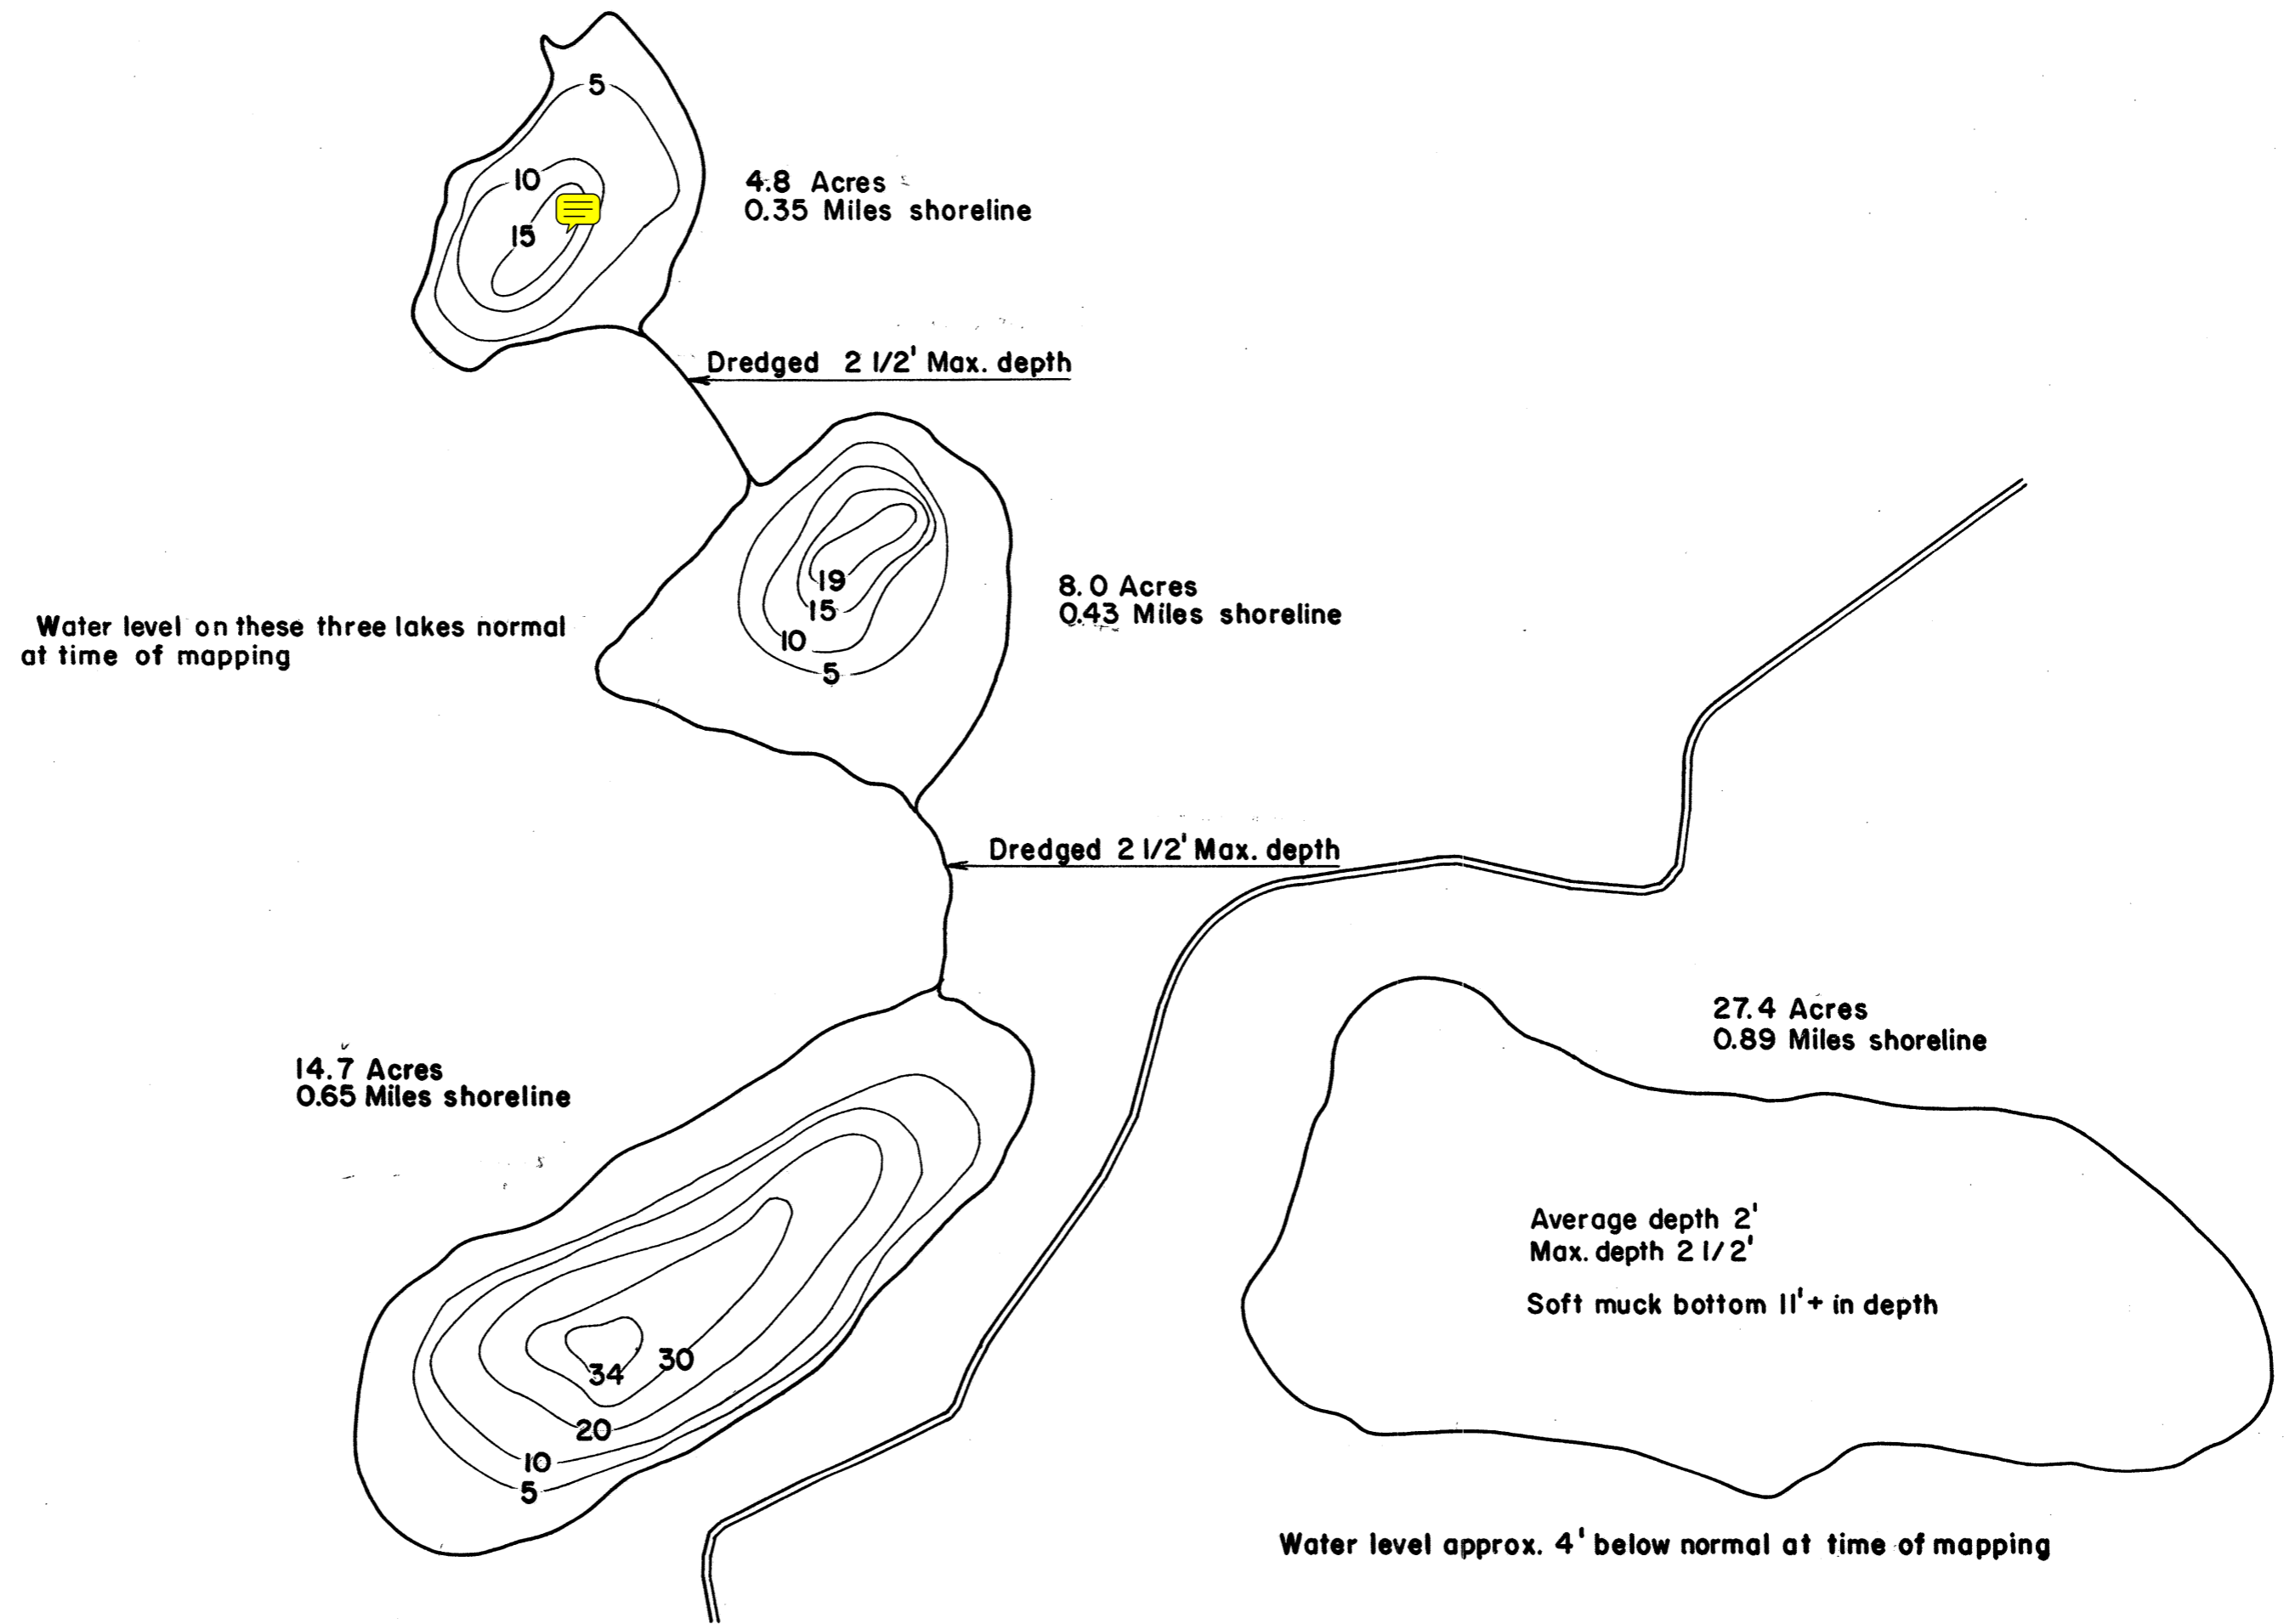 5
10
15
4.8 Acres
0.35 Miles shoreline
Dredged 2 1/2' Max. depth
19
15
10
5
8.0 Acres
0.43 Miles shoreline
Water level on these three lakes normal
at time of mapping
Dredged 2 1/2' Max. depth
27.4 Acres
0.89 Miles shoreline
14.7 Acres
0.65 Miles shoreline
Average depth 2'
Max. depth 2 1/2'
Soft muck bottom 11'+ in depth
34
30
20
10
5
Water level approx. 4' below normal at time of mapping